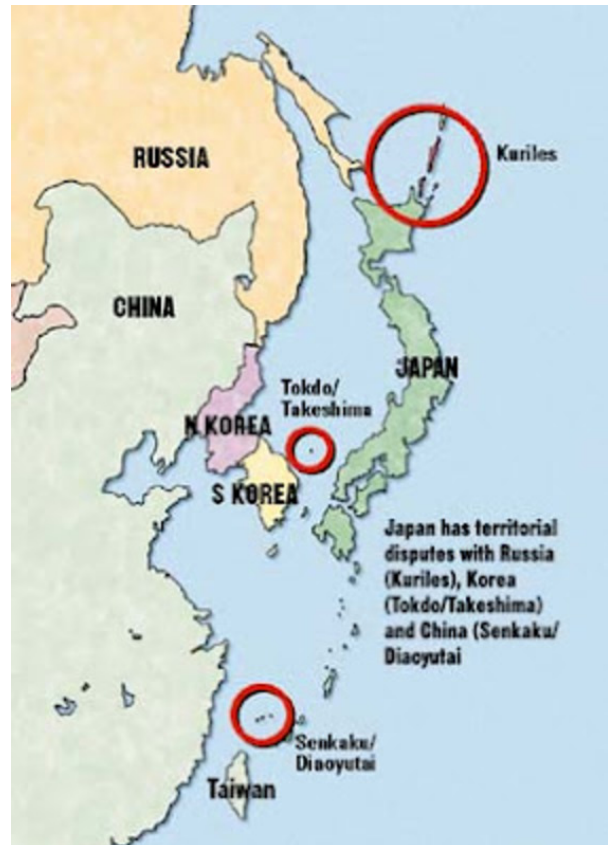 RUSSIA
Kuriles
CHINA
JAPAN
Tokdo/
Takeshima
N KOREA
S KOREA
Japan has territorial
disputes with Russia
(Kuriles), Korea
(Tokdo/Takeshima)
and China (Senkaku/
Diaoyutai
Senkaku/
Diaoyutai
Taiwan